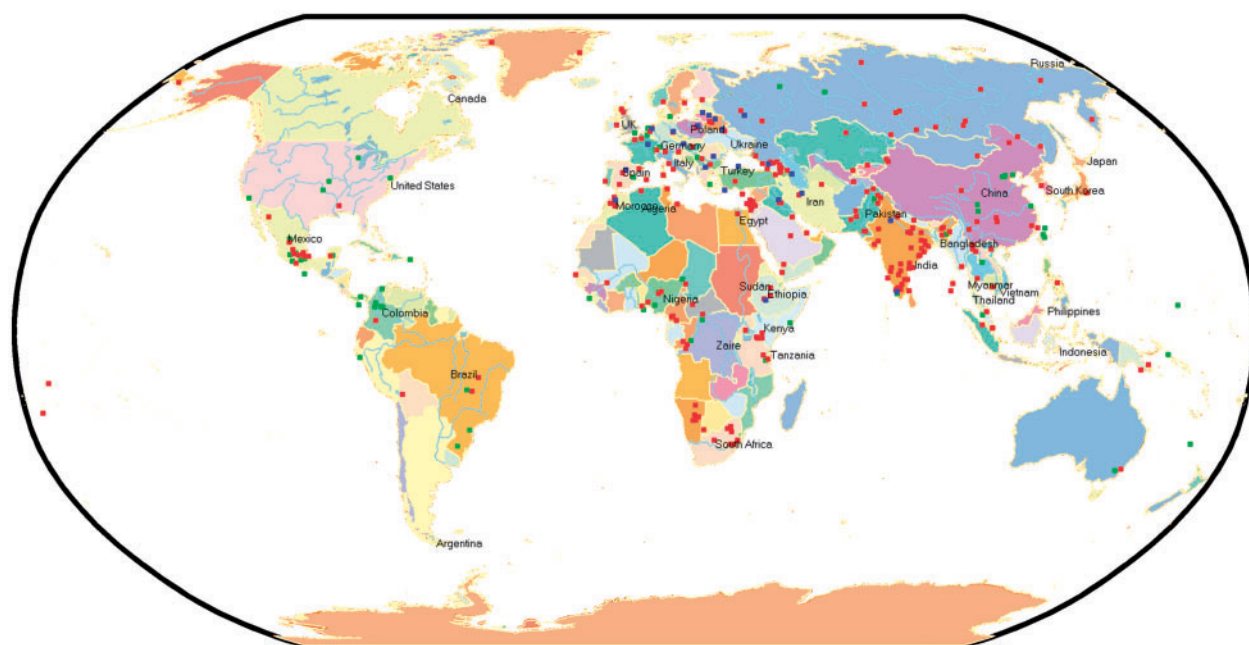 Russia
Canada
UK
Poland
Germany
Ukraine
Japan
Italy
Spain
Turkey
United States
China
South Korea
Iran
Morocon
Algeria
Pakistan
Egypt
Mexico
Bangladesh
India
Sudan
Ethiopia
Myanmar
Vietnam
Nigeria
Thailand
Colombia
Philippines
Kenya
Zaire
Indonesia
Tanzania
Brazil
South Africa
Argentina